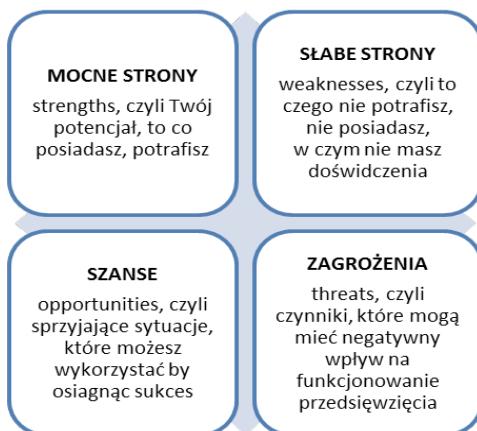 MOCNE STRONY
strengths, czyli Twój
potencjał, to co
posiadasz, potrafisz
SŁABE STRONY
weaknesses, czyli to
czego nie potrafisz,
nie posiadasz,
w czym nie masz
doświdczenia
SZANSE
opportunities, czyli
sprzyjające sytuacje,
które możesz
wykorzystać by
osiagnąc sukces
ZAGROŻENIA
threats, czyli
czynniki, które mogą
mieć negatywny
wpływ na
funkcjonowanie
przedsięwzięcia